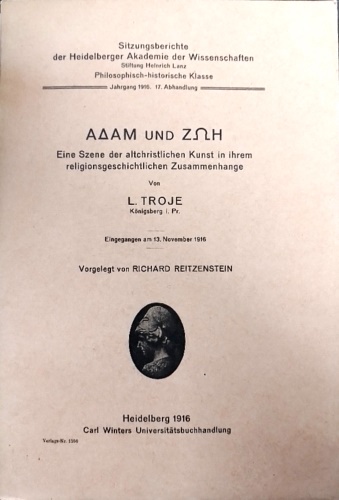 Sitzungsberichte
der Heidelberger Akademie der Wissenschaften
Stiftung Heinrich Lanz
Philosophisch-historische Klasse
Jahrgang 1916. 17. Abhandlung
ΑΔΑΜ UND ΖΩΗ
Eine Szene der altchristlichen Kunst in ihrem
religionsgeschichtlichen Zusammenhange
Von
L. TROJE
Königsberg i. Pr.
Eingegangen am 13. November 1916
Vorgelegt von RICHARD REITZENSTEIN
Heidelberg 1916
Carl Winters Universitätsbuchhandlung
Verlags-Nr.